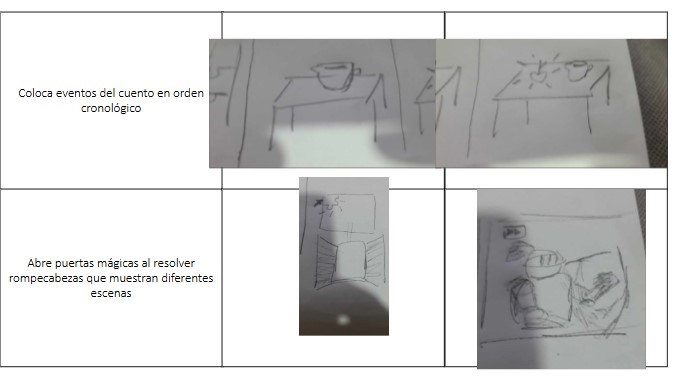 Coloca eventos del cuento en orden
cronológico
Abre puertas mágicas al resolver
rompecabezas que muestran diferentes
escenas